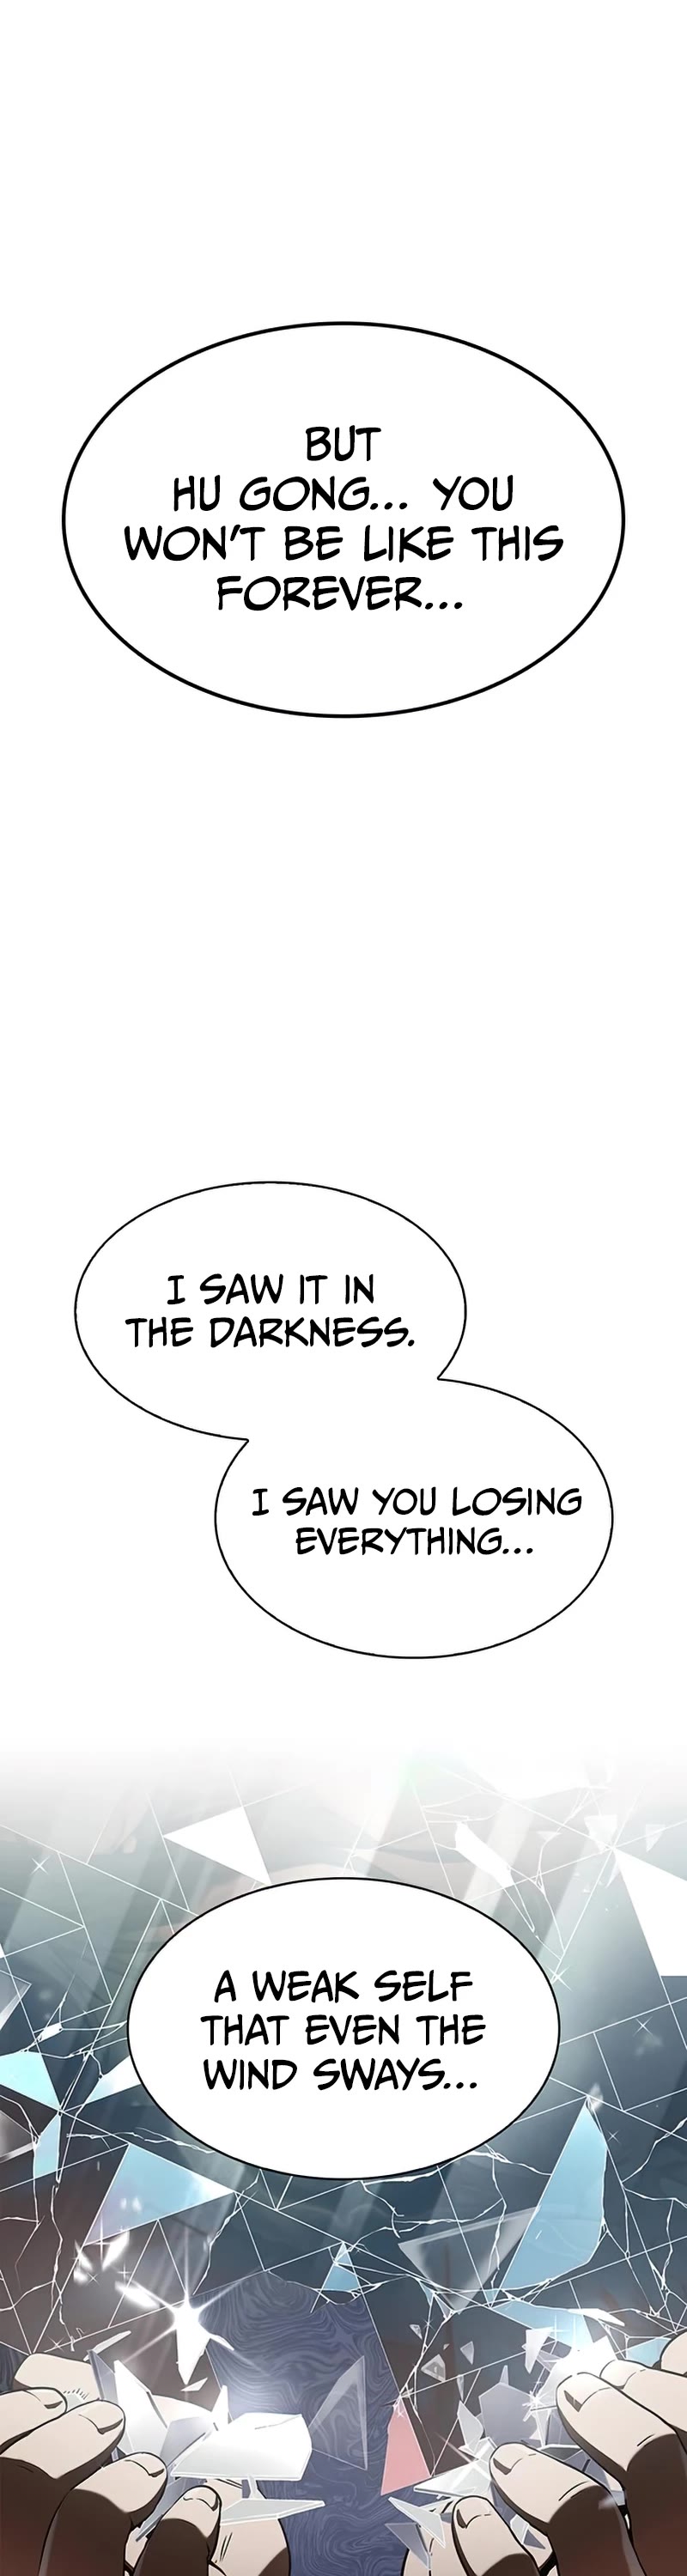 BUT
HU GONG... YOU
WON'T BE LIKE THIS
FOREVER...
I SAW IT IN
THE DARKNESS.
I SAW YOU LOSING
EVERYTHING...
A WEAK SELF
THAT EVEN THE
WIND SWAYS...